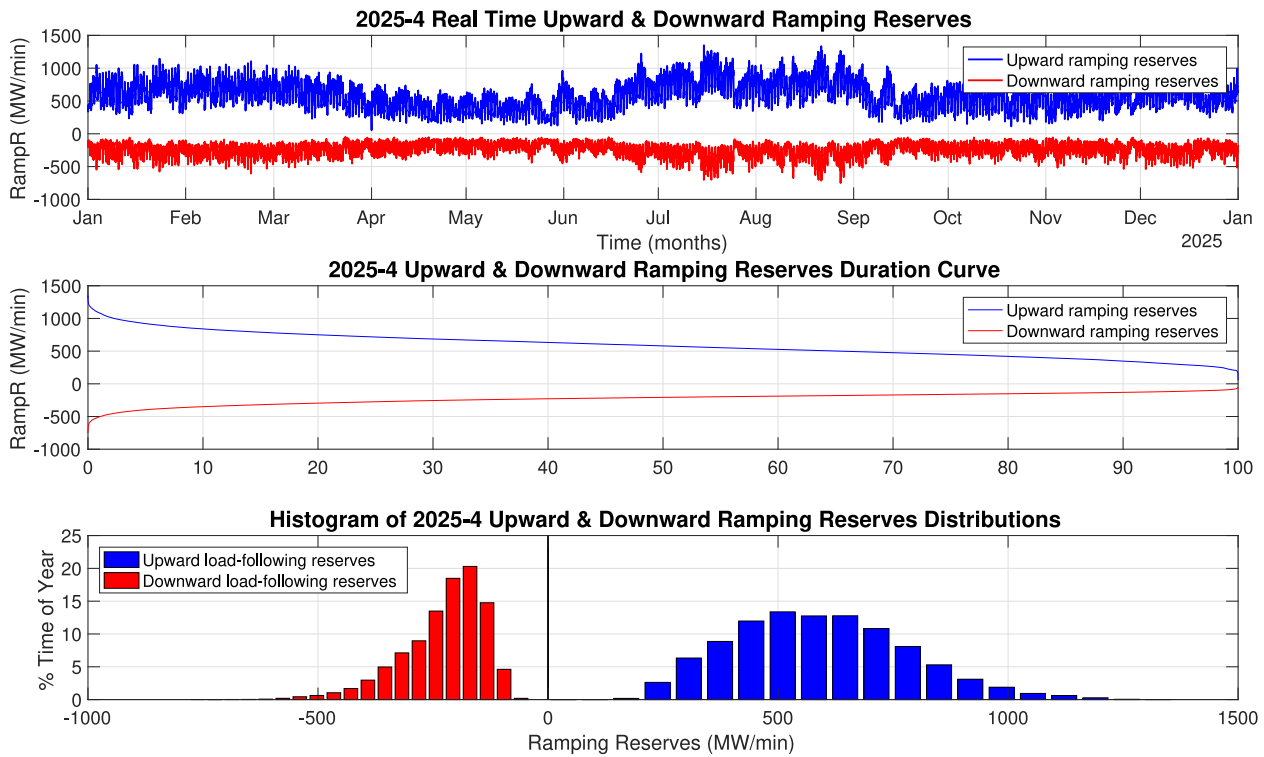 2025-4 Real Time Upward & Downward Ramping Reserves
RampR (MW/min)
1500
1000
500
0
-500
-1000
Upward ramping reserves
Downward ramping reserves
Jan Feb Mar Apr May Jun Jul Aug Sep Oct Nov Dec Jan
Time (months)
2025
2025-4 Upward & Downward Ramping Reserves Duration Curve
RampR (MW/min)
1500
1000
500
0
-500
-1000
Upward ramping reserves
Downward ramping reserves
0 10 20 30 40 50 60 70 80 90 100
Histogram of 2025-4 Upward & Downward Ramping Reserves Distributions
% Time of Year
25
20
15
10
5
0
Upward load-following reserves
Downward load-following reserves
-1000 -500 0 500 1000 1500
Ramping Reserves (MW/min)